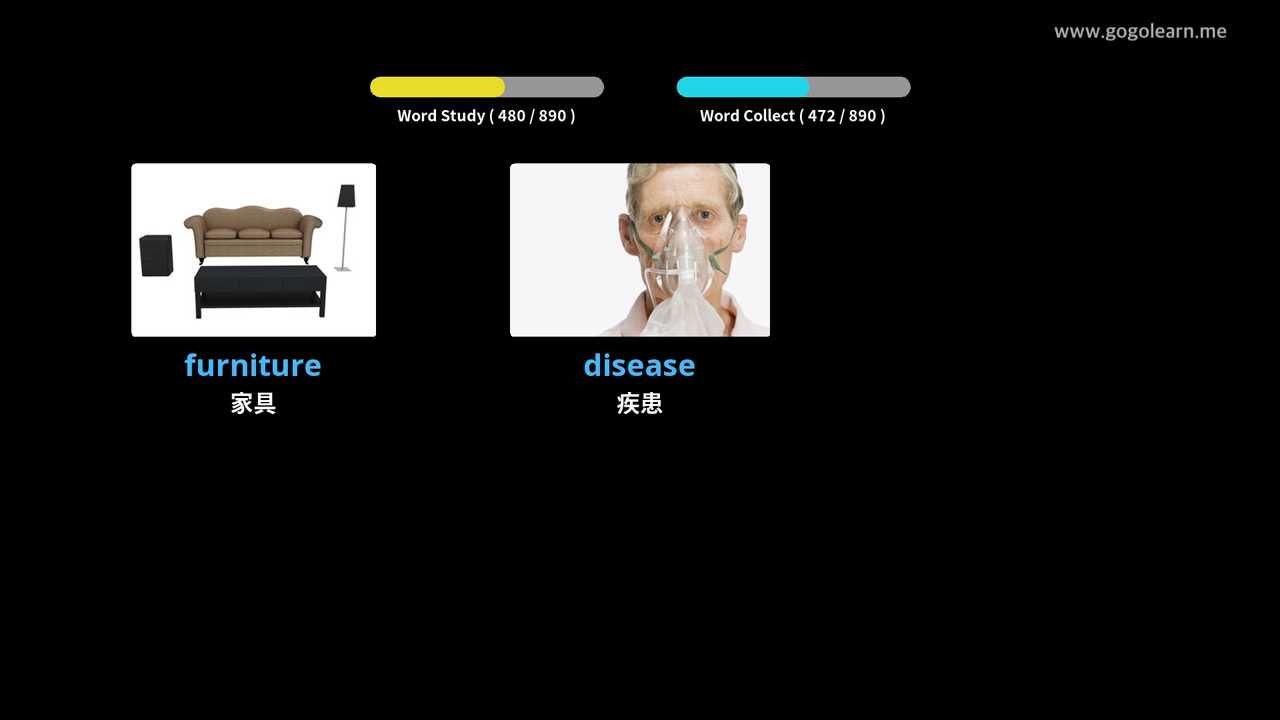 www.gogolearn.me
Word Study ( 480 / 890 )
Word Collect ( 472 / 890 )
furniture
家具
disease
疾患